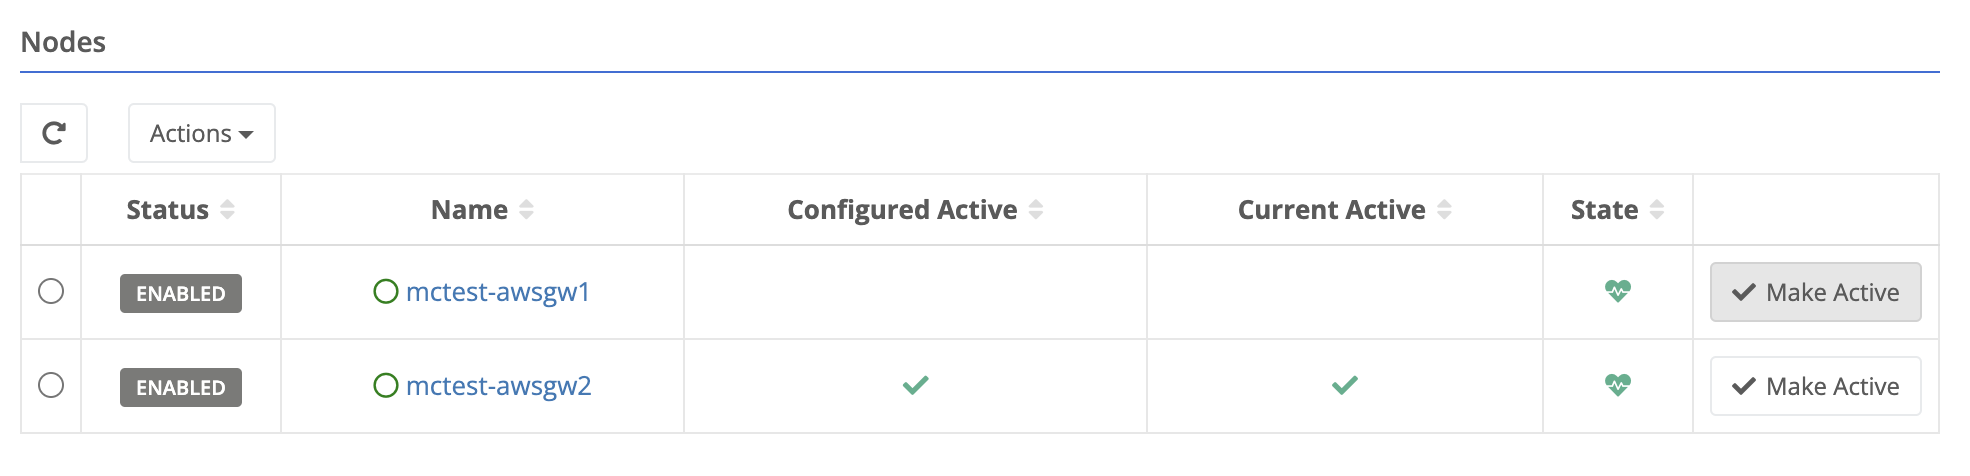 Nodes
Actions
Status Name Configured Active Current Active State
ENABLED mctest-awsgw1 Make Active
ENABLED mctest-awsgw2 Make Active